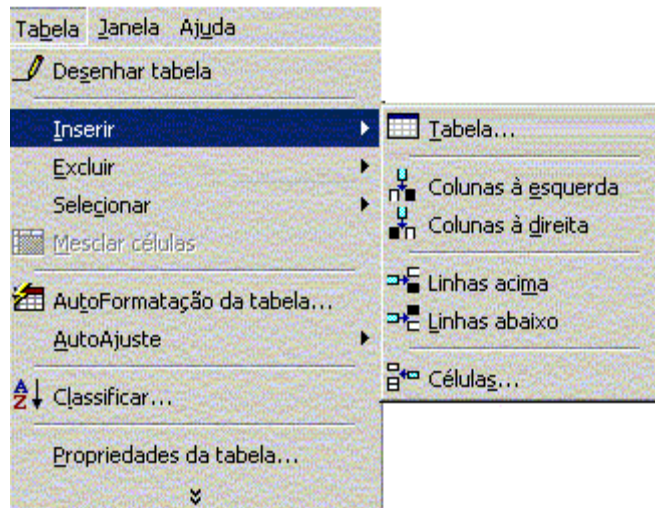 Tabela Janela Ajuda
Desenhar tabela
Inserir
Excluir
Selecionar
Mesclar células
AutoFormatação da tabela...
AutoAjuste
Classificar...
Propriedades da tabela...
Tabela...
Colunas à esquerda
Colunas à direita
Linhas acima
Linhas abaixo
Células...